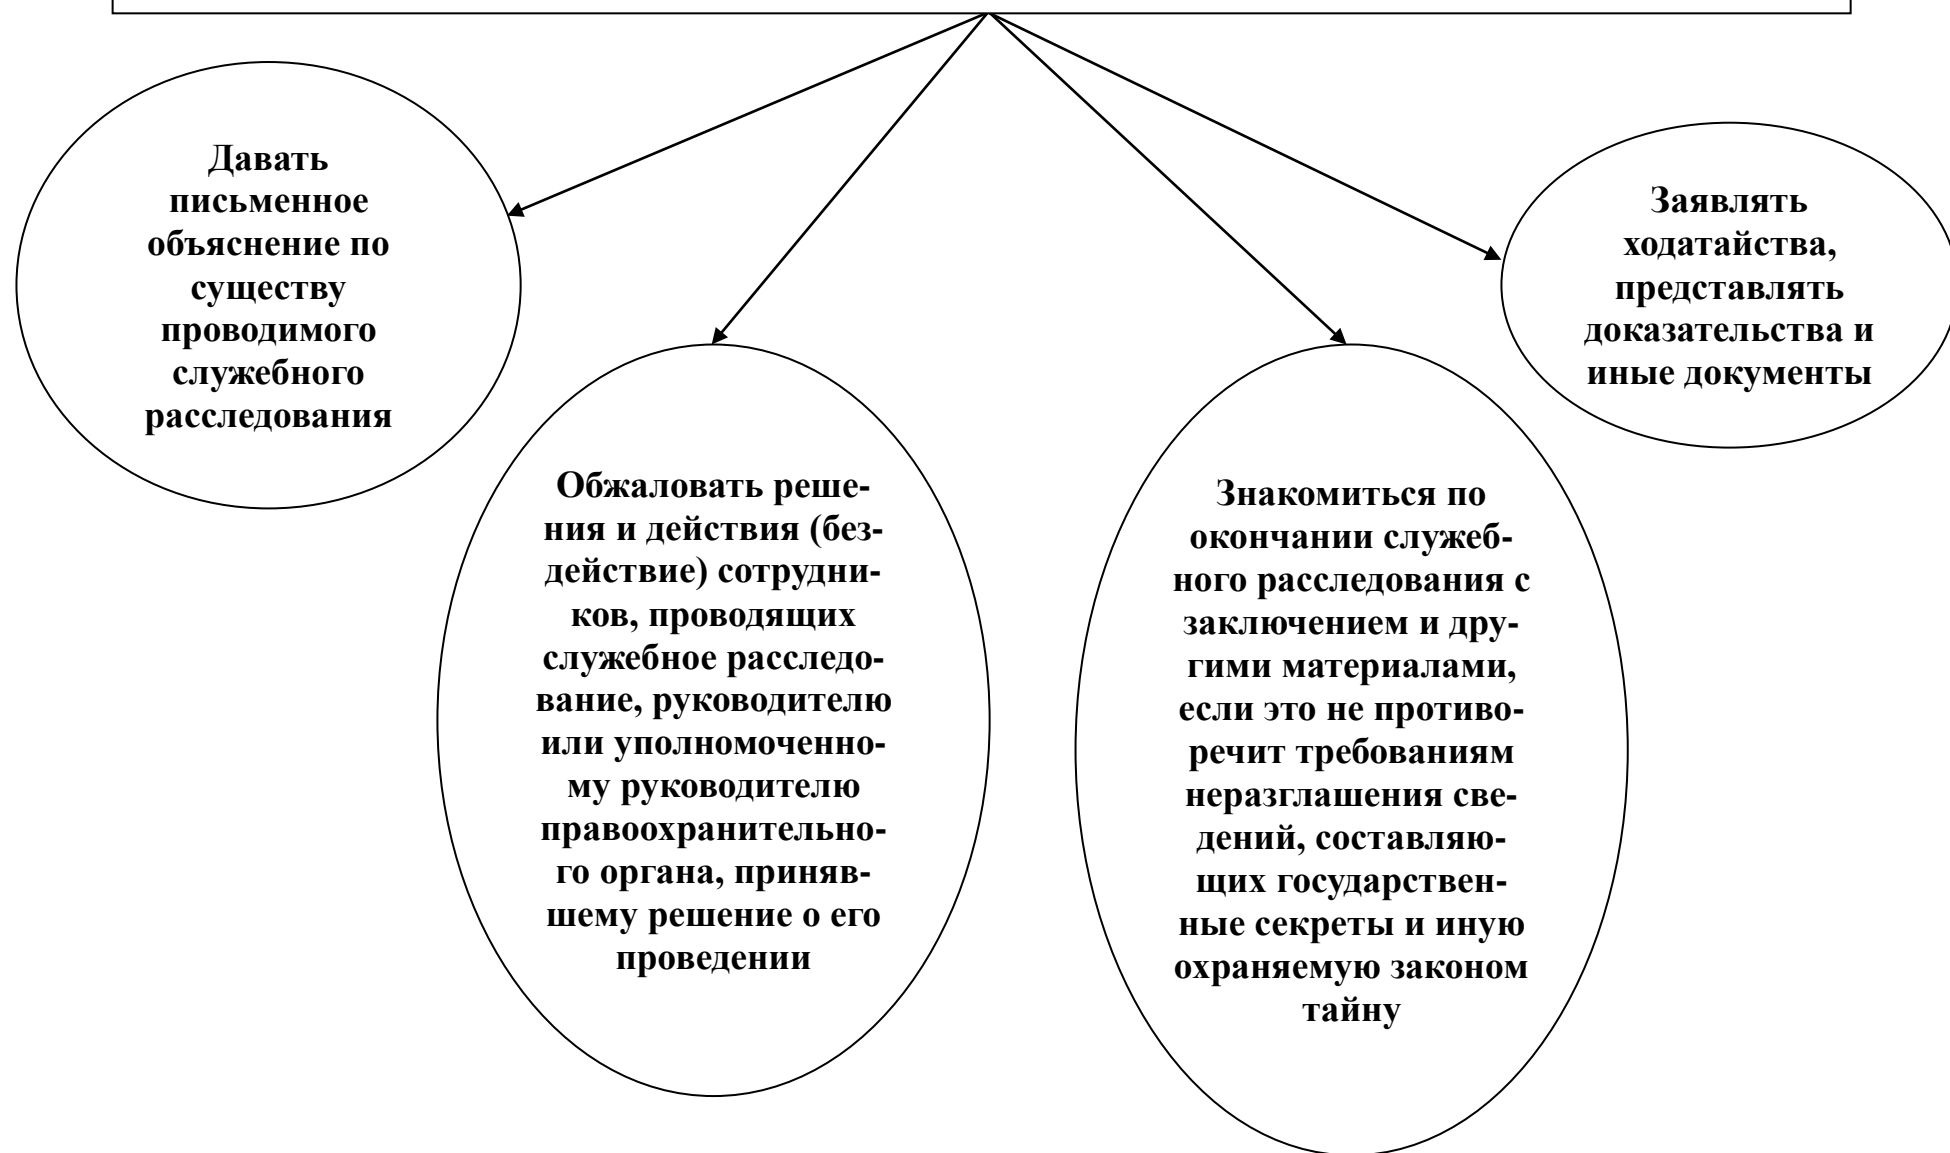 Давать
письменное
объяснение по
существу
проводимого
служебного
расследования
Обжаловать реше-
ния и действия (без-
действие) сотрудни-
ков, проводящих
служебное расследо-
вание, руководителю
или уполномоченно-
му руководителю
правоохранительно-
го органа, приняв-
шему решение о его
проведении
Знакомиться по
окончании служеб-
ного расследования с
заключением и дру-
гими материалами,
если это не противо-
речит требованиям
неразглашения све-
дений, составляю-
щих государствен-
ные секреты и иную
охраняемую законом
тайну
Заявлять
ходатайства,
представлять
доказательства и
иные документы